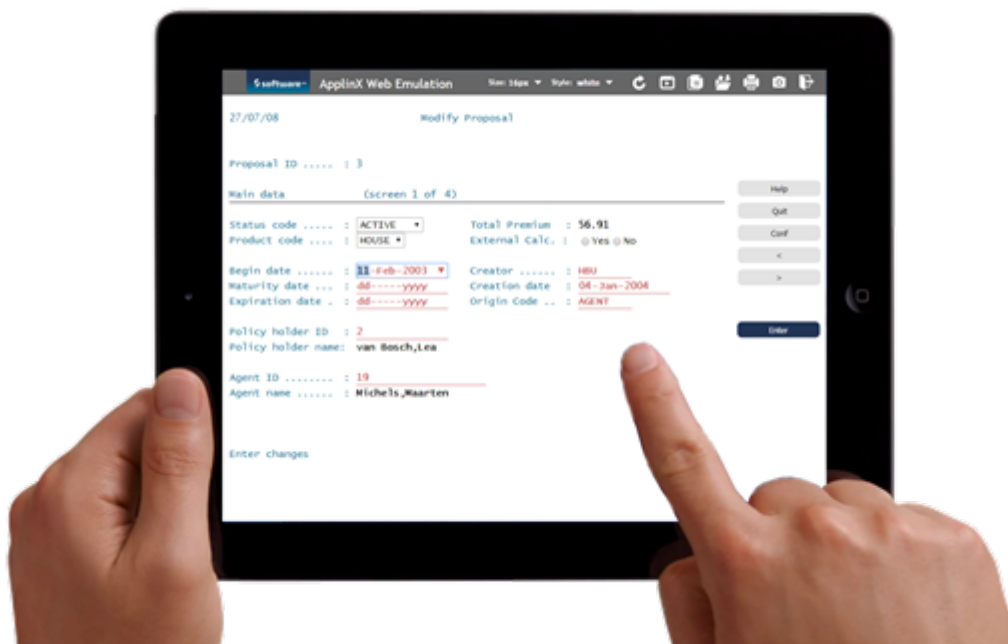 software AG ApplinX Web Emulation Size: 16px Style: white
27/07/08 Modify Proposal
Proposal ID ..... : 3
Main data (screen 1 of 4)
Help
Quit
Status code ..... : ACTIVE Total Premium : 56.91
Product code .... : HOUSE External Calc. : Yes No
Conf
<
Begin date ...... : 11-Feb-2003 Creator ...... : HBU
>
Maturity date ... : dd-----yyyy Creation date : 04-Jan-2004
Expiration date . : dd-----yyyy Origin Code .. : AGENT
Policy holder ID : 2
Enter
Policy holder name: van Bosch,Lea
Agent ID ........ : 19
Agent name ...... : Michels,Maarten
Enter changes